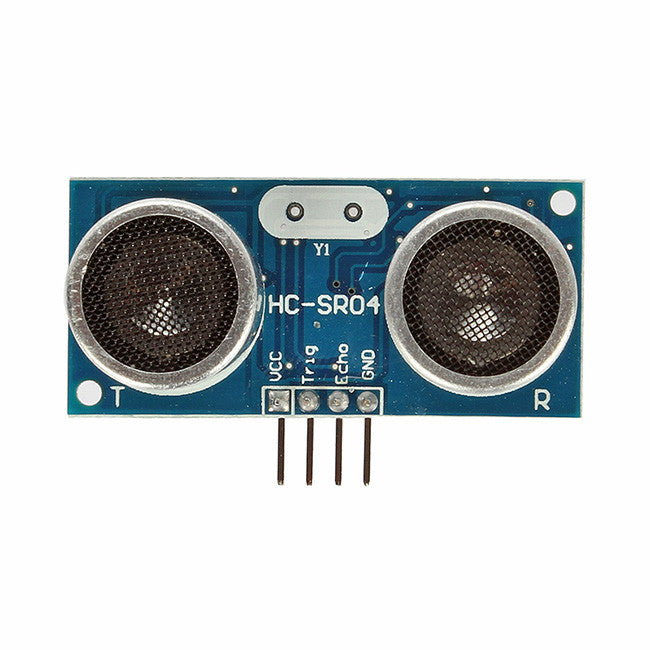 Y1
HC-SR04
VCC
Trig
Echo
GND
T
R